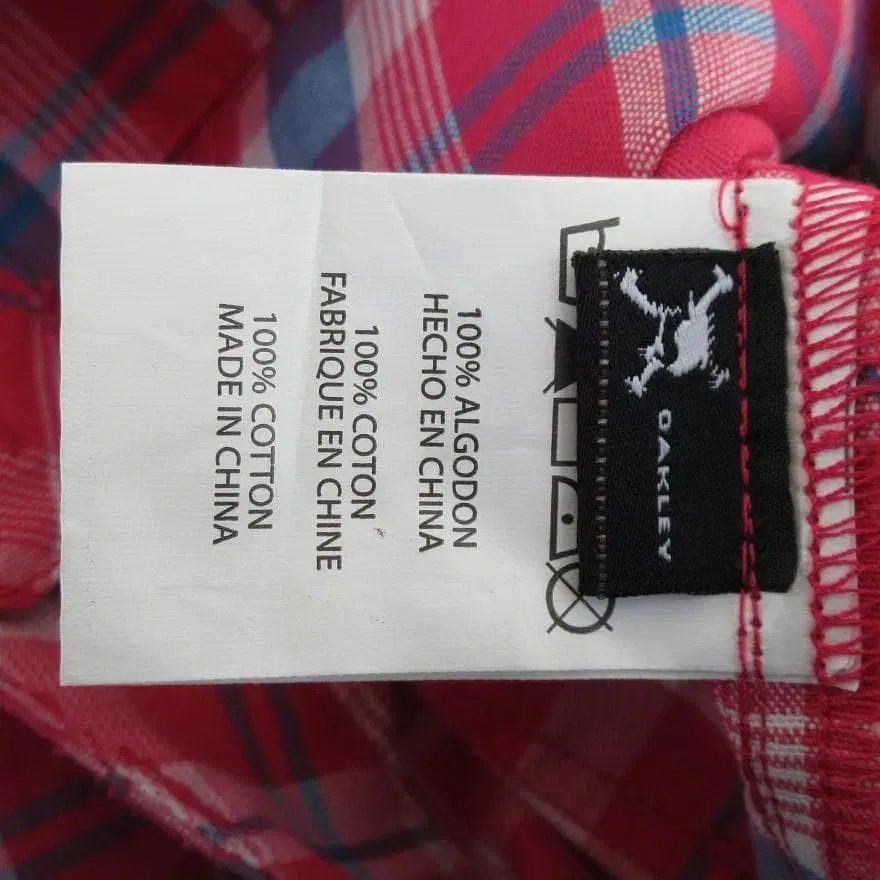 OAKLEY
100% ALGODON
HECHO EN CHINA
100% COTON
FABRIQUE EN CHINE
100% COTTON
MADE IN CHINA